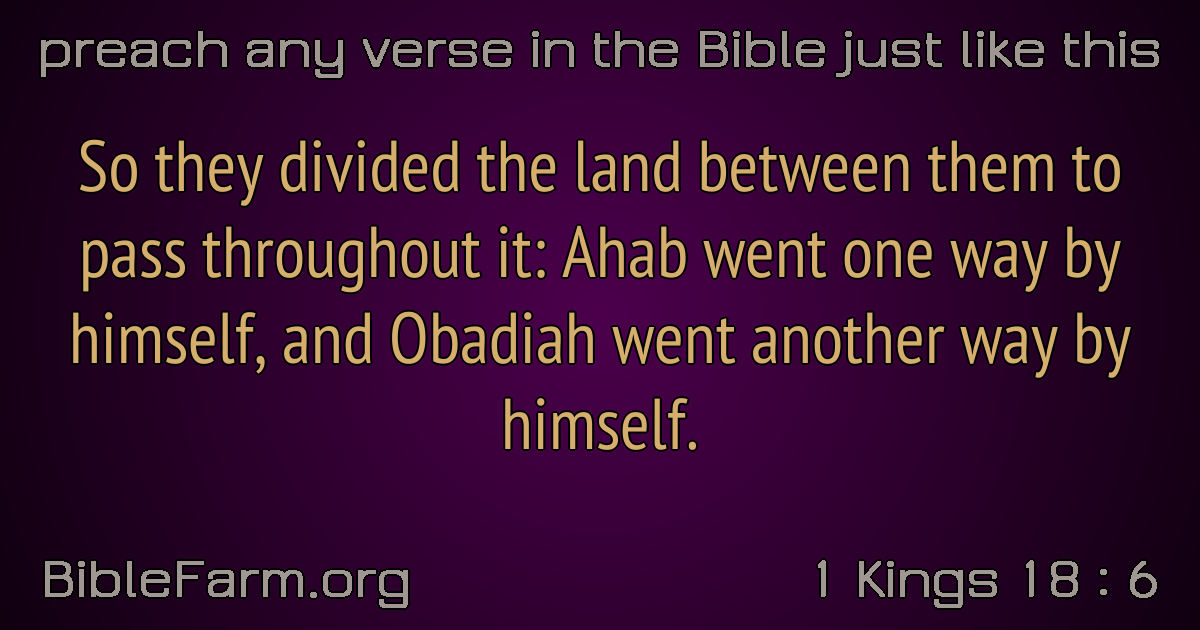 preach any verse in the Bible just like this
So they divided the land between them to
pass throughout it: Ahab went one way by
himself, and Obadiah went another way by
himself.
BibleFarm.org
1 Kings 18 : 6